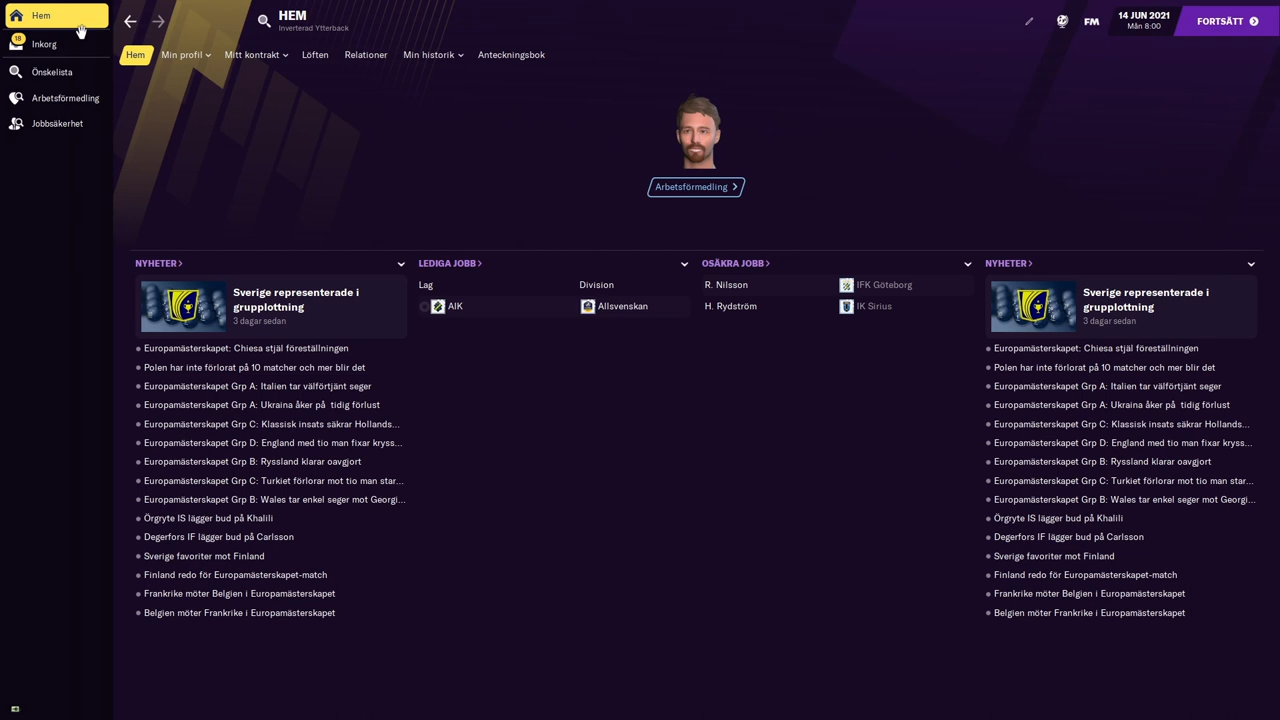 Hem
18
Inkorg
Önskelista
Arbetsförmedling
Jobbsäkerhet
HEM
Inverterad Ytterback
FM
14 JUN 2021
Mån 8:00
FORTSÄTT
Hem
Min profil
Mitt kontrakt
Löften
Relationer
Min historik
Anteckningsbok
Arbetsförmedling
NYHETER
Sverige representerade i
grupplottning
3 dagar sedan
Europamästerskapet: Chiesa stjäl föreställningen
Polen har inte förlorat på 10 matcher och mer blir det
Europamästerskapet Grp A: Italien tar välförtjänt seger
Europamästerskapet Grp A: Ukraina åker på  tidig förlust
Europamästerskapet Grp C: Klassisk insats säkrar Hollands...
Europamästerskapet Grp D: England med tio man fixar kryss...
Europamästerskapet Grp B: Ryssland klarar oavgjort
Europamästerskapet Grp C: Turkiet förlorar mot tio man star...
Europamästerskapet Grp B: Wales tar enkel seger mot Georgi...
Örgryte IS lägger bud på Khalili
Degerfors IF lägger bud på Carlsson
Sverige favoriter mot Finland
Finland redo för Europamästerskapet-match
Frankrike möter Belgien i Europamästerskapet
Belgien möter Frankrike i Europamästerskapet
LEDIGA JOBB
Lag Division
AIK Allsvenskan
OSÄKRA JOBB
R. Nilsson IFK Göteborg
H. Rydström IK Sirius
NYHETER
Sverige representerade i
grupplottning
3 dagar sedan
Europamästerskapet: Chiesa stjäl föreställningen
Polen har inte förlorat på 10 matcher och mer blir det
Europamästerskapet Grp A: Italien tar välförtjänt seger
Europamästerskapet Grp A: Ukraina åker på  tidig förlust
Europamästerskapet Grp C: Klassisk insats säkrar Hollands...
Europamästerskapet Grp D: England med tio man fixar kryss...
Europamästerskapet Grp B: Ryssland klarar oavgjort
Europamästerskapet Grp C: Turkiet förlorar mot tio man star...
Europamästerskapet Grp B: Wales tar enkel seger mot Georgi...
Örgryte IS lägger bud på Khalili
Degerfors IF lägger bud på Carlsson
Sverige favoriter mot Finland
Finland redo för Europamästerskapet-match
Frankrike möter Belgien i Europamästerskapet
Belgien möter Frankrike i Europamästerskapet